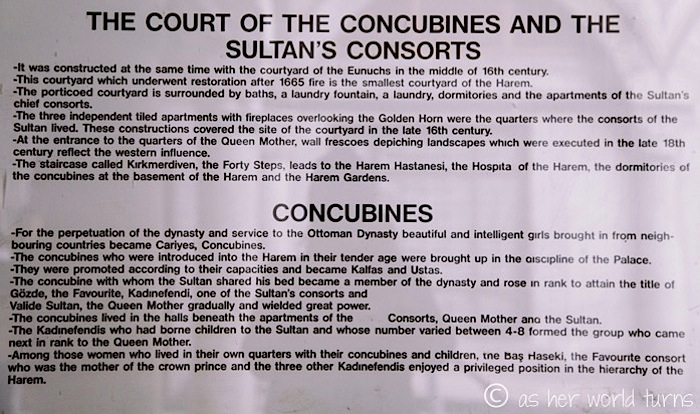 THE COURT OF THE CONCUBINES AND THE
SULTAN'S CONSORTS
-It was constructed at the same time with the courtyard of the Eunuchs in the middle of 16th century.
-This courtyard which underwent restoration after 1665 fire is the smallest courtyard of the Harem.
-The porticoed courtyard is surrounded by baths, a laundry fountain, a laundry, dormitories and the apartments of the Sultan's
chief consorts.
-The three independent tiled apartments with fireplaces overlooking the Golden Horn were the quarters where the consorts of the
Sultan lived. These constructions covered the site of the courtyard in the late 16th century.
-At the entrance to the quarters of the Queen Mother, wall frescoes depiching landscapes which were executed in the late 18th
century reflect the western influence.
-The staircase called Kırkmerdiven, the Forty Steps, leads to the Harem Hastanesi, the Hospita of the Harem, the dormitories of
the concubines at the basement of the Harem and the Harem Gardens.
CONCUBINES
-For the perpetuation of the dynasty and service to the Ottoman Dynasty beautiful and intelligent girls brought in from neigh-
bouring countries became Cariyes, Concubines.
-The concubines who were introduced into the Harem in their tender age were brought up in the discipline of the Palace.
-They were promoted according to their capacities and became Kalfas and Ustas.
-The concubine with whom the Sultan shared his bed became a member of the dynasty and rose in rank to attain the title of
Gözde, the Favourite, Kadınefendi, one of the Sultan's consorts and
Valide Sultan, the Queen Mother gradually and wielded great power.
-The concubines lived in the halls beneath the apartments of the Consorts, Queen Mother and the Sultan.
-The Kadınefendis who had borne children to the Sultan and whose number varied between 4-8 formed the group who came
next in rank to the Queen Mother.
-Among those women who lived in their own quarters with their concubines and children, the Baş Haseki, the Favourite consort
who was the mother of the crown prince and the three other Kadınefendis enjoyed a privileged position in the hierarchy of the
Harem.
© as her world turns